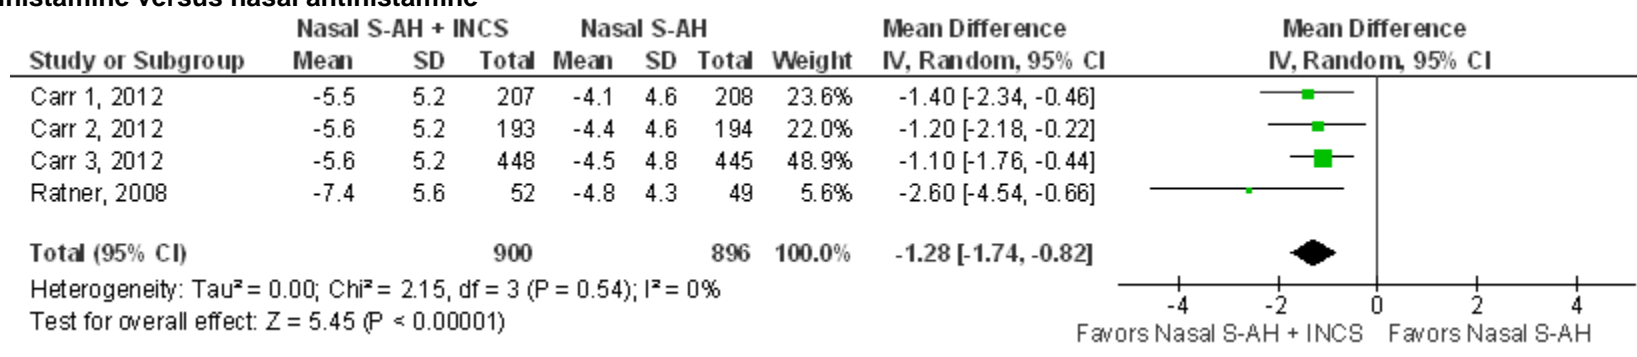 versus nasal antihistamine
Nasal S-AH + INCS Nasal S-AH Mean Difference Mean Difference
Study or Subgroup Mean SD Total Mean SD Total Weight IV, Random, 95% CI IV, Random, 95% CI
Carr 1, 2012 -5.5 5.2 207 -4.1 4.6 208 23.6% -1.40 [-2.34, -0.46]
Carr 2, 2012 -5.6 5.2 193 -4.4 4.6 194 22.0% -1.20 [-2.18, -0.22]
Carr 3, 2012 -5.6 5.2 448 -4.5 4.8 445 48.9% -1.10 [-1.76, -0.44]
Ratner, 2008 -7.4 5.6 52 -4.8 4.3 49 5.6% -2.60 [-4.54, -0.66]
Total (95% CI) 900 896 100.0% -1.28 [-1.74, -0.82]
Heterogeneity: Tau² = 0.00; Chi² = 2.15, df = 3 (P = 0.54); I² = 0%
Test for overall effect: Z = 5.45 (P < 0.00001)
-4 -2 0 2 4
Favors Nasal S-AH + INCS Favors Nasal S-AH